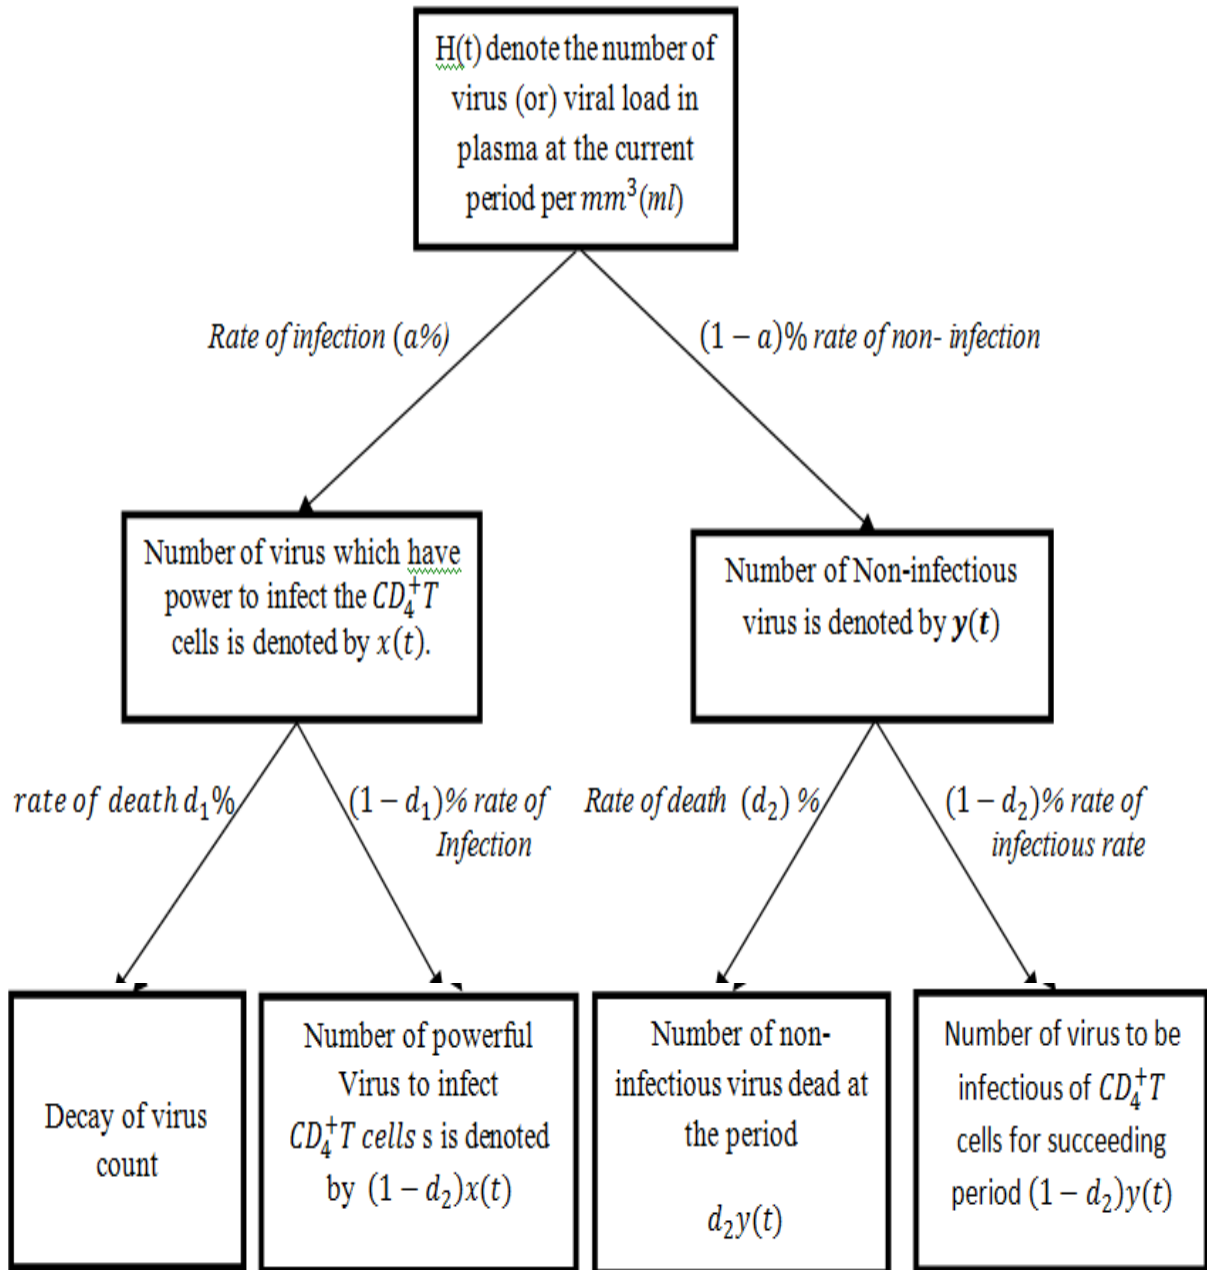 H(t) denote the number of
virus (or) viral load in
plasma at the current
period per mm³(ml)
Rate of infection (a%)
(1 − a)% rate of non- infection
Number of virus which have
power to infect the CD₄⁺T
cells is denoted by x(t).
Number of Non-infectious
virus is denoted by y(t)
rate of death d₁%
(1 − d₁)% rate of
Infection
Rate of death (d₂) %
(1 − d₂)% rate of
infectious rate
Decay of virus
count
Number of powerful
Virus to infect
CD₄⁺T cells s is denoted
by (1 − d₂)x(t)
Number of non-
infectious virus dead at
the period
d₂y(t)
Number of virus to be
infectious of CD₄⁺T
cells for succeeding
period (1 − d₂)y(t)